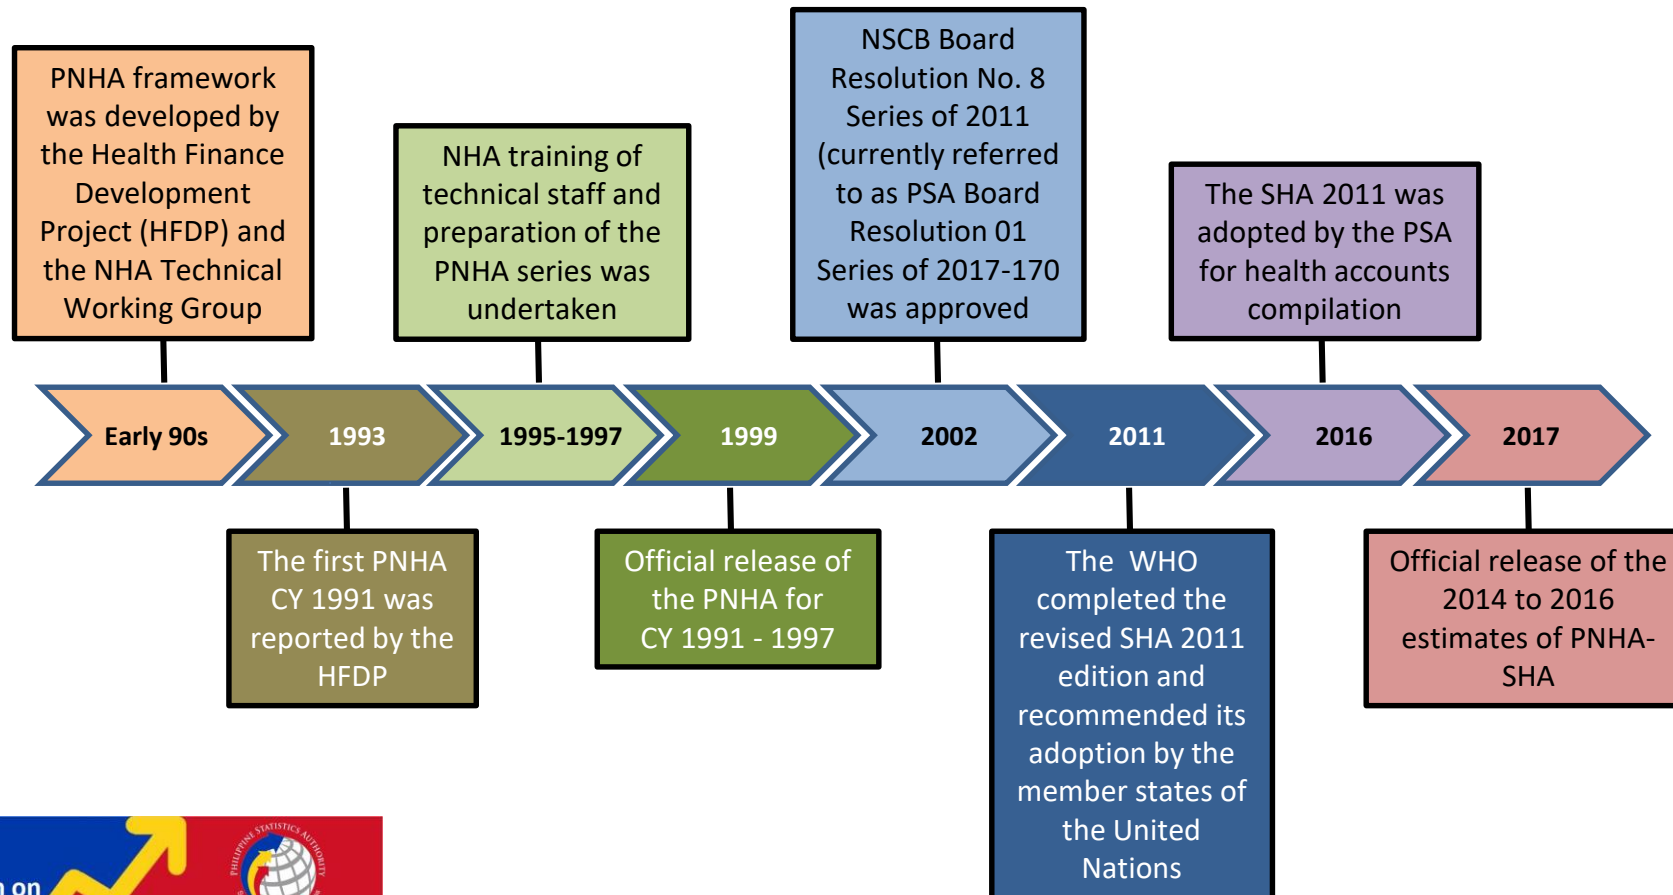 PNHA framework
was developed by
the Health Finance
Development
Project (HFDP) and
the NHA Technical
Working Group
NHA training of
technical staff and
preparation of the
PNHA series was
undertaken
NSCB Board
Resolution No. 8
Series of 2011
(currently referred
to as PSA Board
Resolution 01
Series of 2017-170
was approved
The SHA 2011 was
adopted by the PSA
for health accounts
compilation
Early 90s
1993
1995-1997
1999
2002
2011
2016
2017
The first PNHA
CY 1991 was
reported by the
HFDP
Official release of
the PNHA for
CY 1991 - 1997
The WHO
completed the
revised SHA 2011
edition and
recommended its
adoption by the
member states of
the United
Nations
Official release of the
2014 to 2016
estimates of PNHA-
SHA
PHILIPPINE STATISTICS AUTHORITY
on